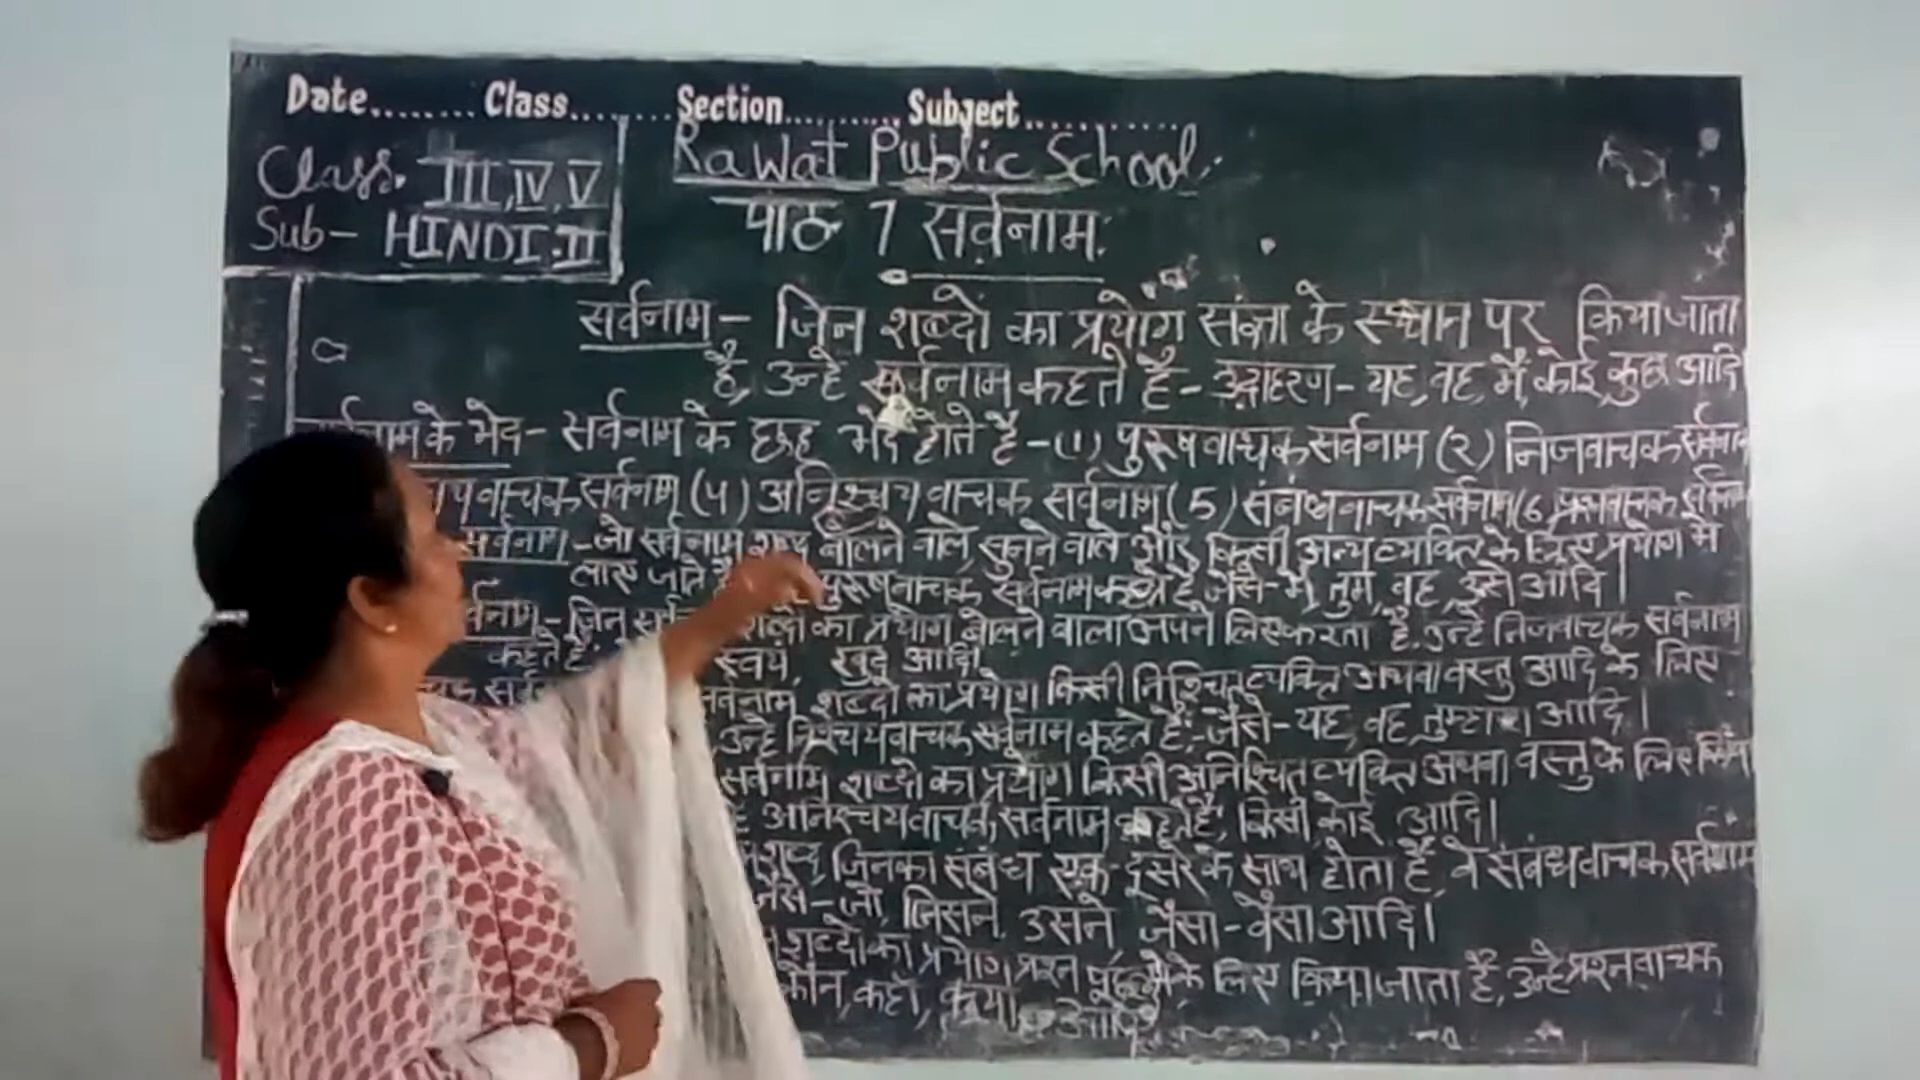 Date........ Class........ Section.......... Subject............
Class. III, IV, V
Sub- HINDI-II
Rawat Public School.
पाठ 7 सर्वनाम
सर्वनाम - जिन शब्दों का प्रयोग संज्ञा के स्थान पर किया जाता
है, उन्हे सर्वनाम कहते है - उदाहरण - यह, वह, मैं, कोई, कुछ आदि
के भेद - सर्वनाम के छह भेद होते है - (1) पुरूषवाचक सर्वनाम (२) निजवाचक सर्वनाम
वाचक सर्वनाम (4) अनिश्चयवाचक सर्वनाम (5) संबंधवाचक सर्वनाम (6 प्रश्नवाचक सर्वनाम
सर्वनाम - जो सर्वनाम शब्द बोलने वाले, सुनने वाले और किसी अन्य व्यक्ति के लिए प्रयोग मे
लाए जाते पुरूषवाचक सर्वनाम कहते है जैसे - मैं, तुम, वह, उसे आदि।
- जिन शब्दो का प्रयोग बोलने वाला अपने लिए करता है. उन्हे निजवाचक सर्वनाम
कहते है. स्वयं, खुद आदि।
शब्दो का प्रयोग किसी निश्चित व्यक्ति अथवा वस्तु आदि के लिए
उन्हे निश्चयवाचक सर्वनाम कहते है:- जैसे - यह, वह, तुम्हारा आदि।
सर्वनाम शब्दो का प्रयोग किसी अनिश्चित व्यक्ति अथवा वस्तु के लिए किया
अनिश्चयवाचक सर्वनाम कहते है, किसी कोई आदि।
शब्द, जिनका संबंध एक-दूसरे के साथ होता है, वे संबंधवाचक सर्वनाम
जैसे - जो, जिसने, उसने, जैसा - वैसा आदि।
शब्दो का प्रयोग प्रश्न पूछने के लिए किया जाता है, उन्हे प्रश्नवाचक
कौन, कहाँ, क्या, आदि